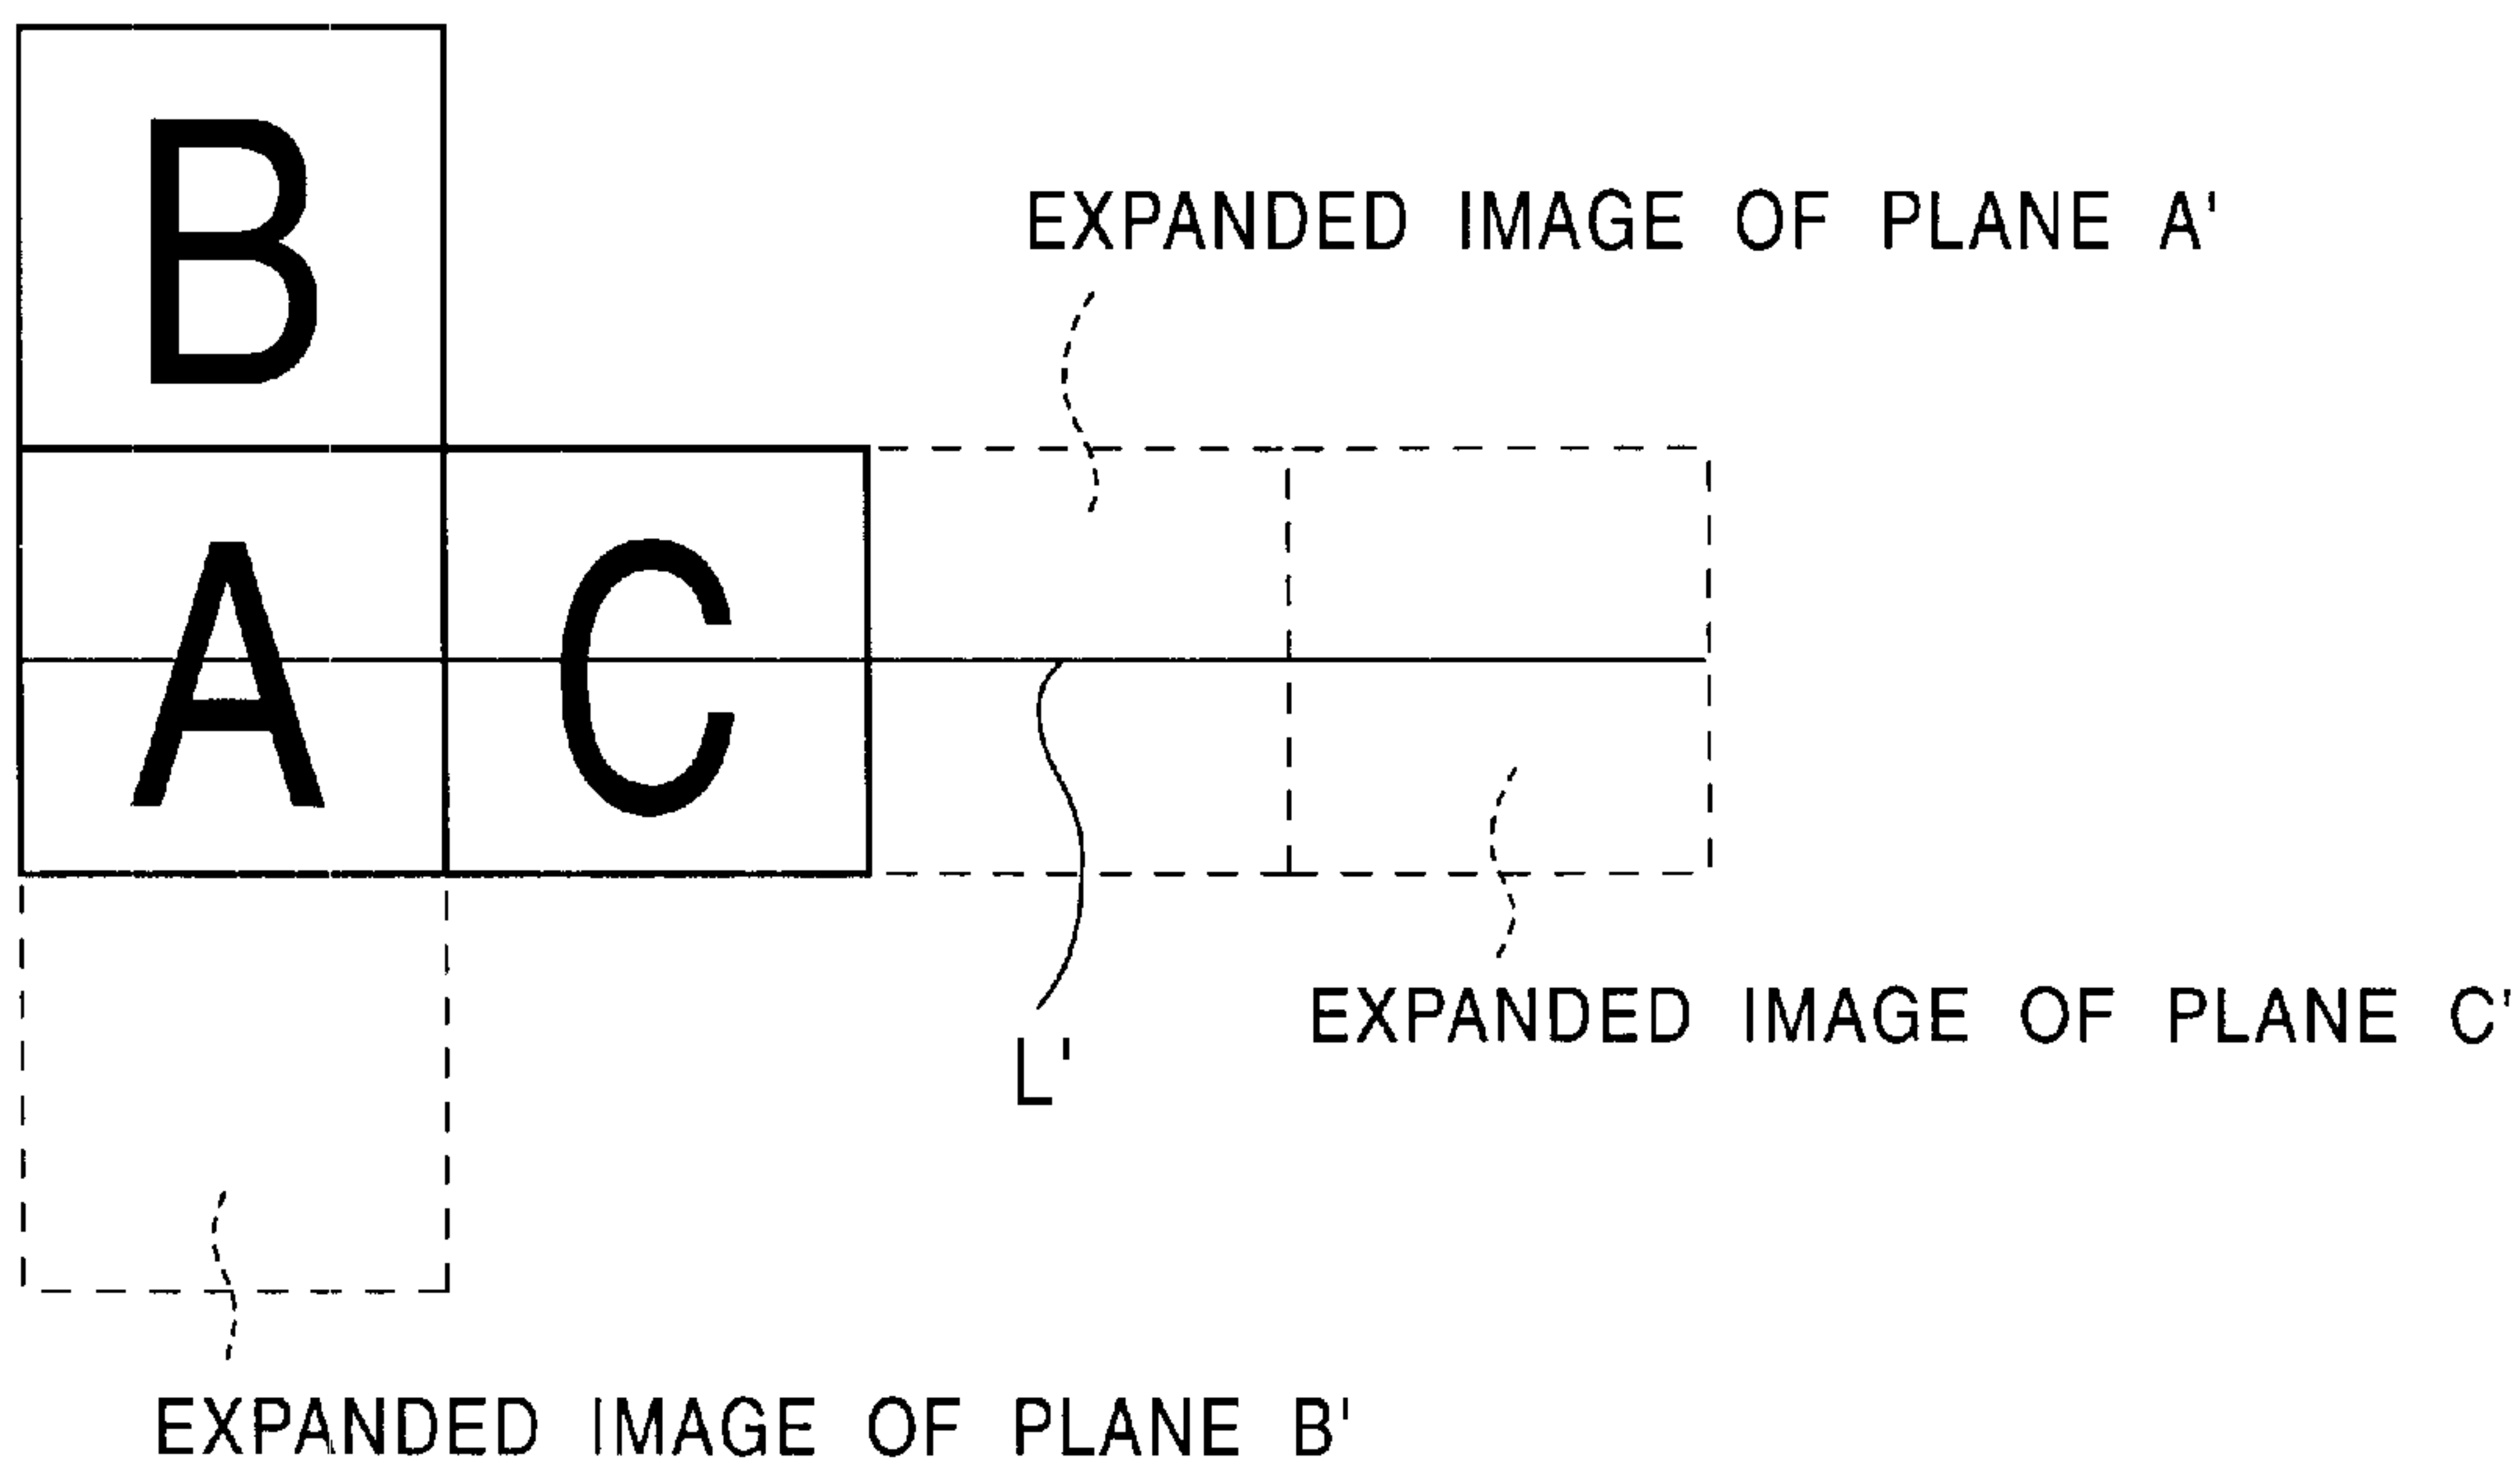 B
EXPANDED IMAGE OF PLANE A'
A C
EXPANDED IMAGE OF PLANE C'
L'
EXPANDED IMAGE OF PLANE B'